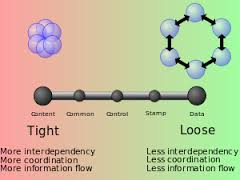 Content Common Control Stamp Data
Tight Loose
More interdependency Less interdependency
More coordination Less coordination
More information flow Less information flow